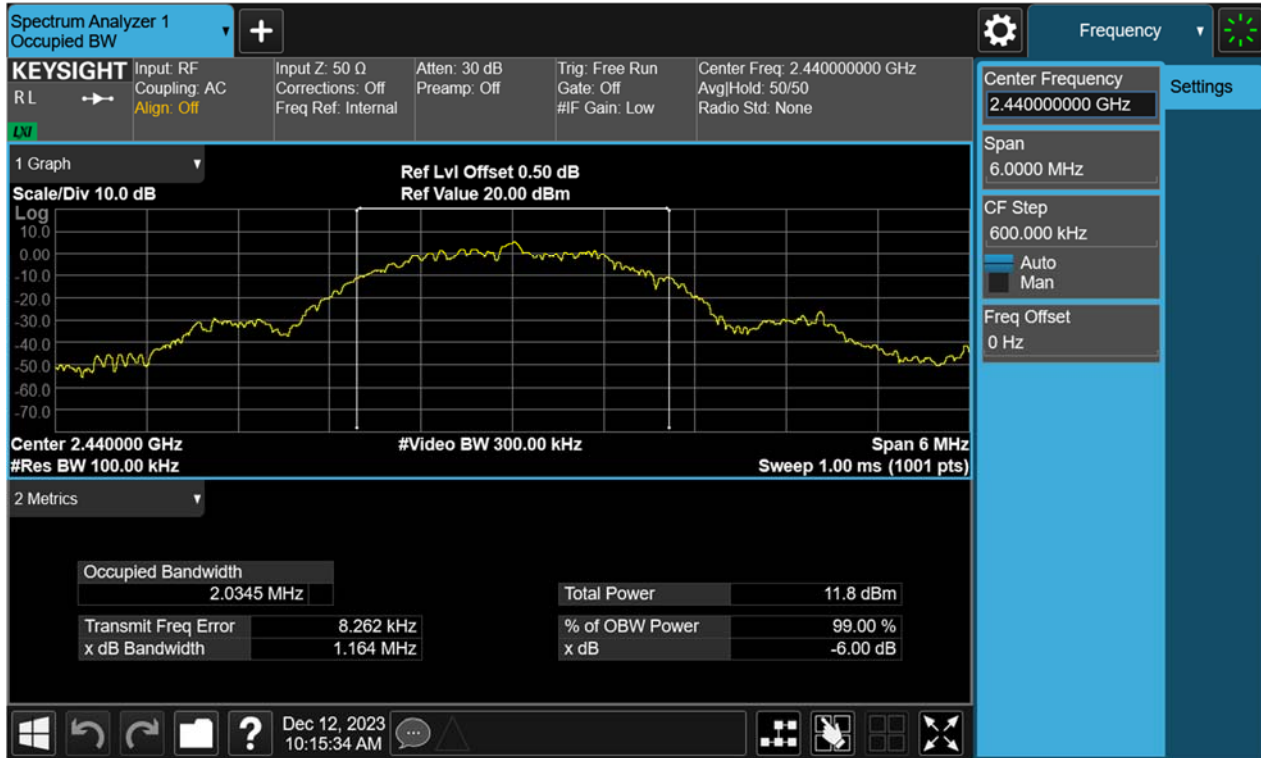 Spectrum Analyzer 1
Occupied BW
+
Frequency
KEYSIGHT
RL
LXI
Input: RF
Coupling: AC
Align: Off
Input Z: 50 Ω
Corrections: Off
Freq Ref: Internal
Atten: 30 dB
Preamp: Off
Trig: Free Run
Gate: Off
#IF Gain: Low
Center Freq: 2.440000000 GHz
Avg|Hold: 50/50
Radio Std: None
Center Frequency
2.440000000 GHz
Settings
Span
6.0000 MHz
CF Step
600.000 kHz
Auto
Man
Freq Offset
0 Hz
1 Graph
Scale/Div 10.0 dB
Ref Lvl Offset 0.50 dB
Ref Value 20.00 dBm
Log
10.0
0.00
-10.0
-20.0
-30.0
-40.0
-50.0
-60.0
-70.0
Center 2.440000 GHz
#Video BW 300.00 kHz
Span 6 MHz
#Res BW 100.00 kHz
Sweep 1.00 ms (1001 pts)
2 Metrics
Occupied Bandwidth
2.0345 MHz
Total Power 11.8 dBm
Transmit Freq Error 8.262 kHz
% of OBW Power 99.00 %
x dB Bandwidth 1.164 MHz
x dB -6.00 dB
?
Dec 12, 2023
10:15:34 AM